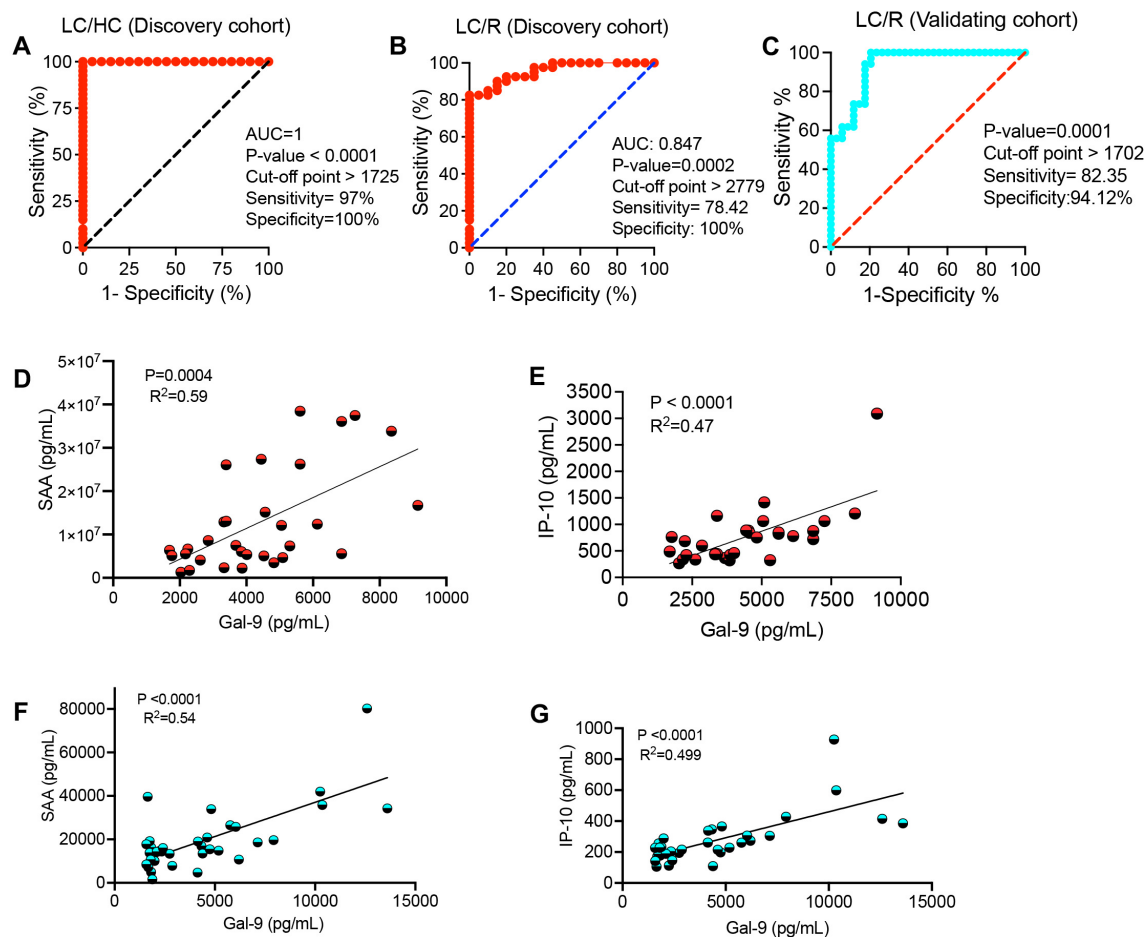 LC/HC (Discovery cohort)
LC/R (Discovery cohort)
LC/R (Validating cohort)
A
Sensitivity (%)
100
75
50
25
0
AUC=1
P-value < 0.0001
Cut-off point > 1725
Sensitivity= 97%
Specificity=100%
0 25 50 75 100
1- Specificity (%)
B
Sensitivity (%)
100
80
60
40
20
0
AUC: 0.847
P-value=0.0002
Cut-off point > 2779
Sensitivity= 78.42
Specificity: 100%
0 20 40 60 80 100
1- Specificity (%)
C
Sensitivity %
100
80
60
40
20
0
P-value=0.0001
Cut-off point > 1702
Sensitivity= 82.35
Specificity:94.12%
0 20 40 60 80 100
1-Specificity %
D
SAA (pg/mL)
5×10⁷
4×10⁷
3×10⁷
2×10⁷
1×10⁷
0
P=0.0004
R²=0.59
0 2000 4000 6000 8000 10000
Gal-9 (pg/mL)
E
IP-10 (pg/mL)
3500
3000
2500
2000
1500
1000
500
0
P < 0.0001
R²=0.47
0 2500 5000 7500 10000
Gal-9 (pg/mL)
F
SAA (pg/mL)
80000
60000
40000
20000
0
P <0.0001
R²=0.54
0 5000 10000 15000
Gal-9 (pg/mL)
G
IP-10 (pg/mL)
1000
800
600
400
200
0
P <0.0001
R²=0.499
0 5000 10000 15000
Gal-9 (pg/mL)